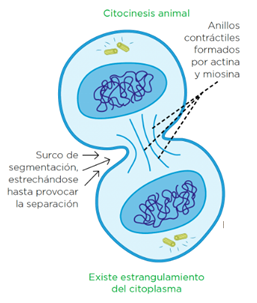 Citocinesis animal
Anillos
contráctiles
formados
por actina
y miosina
Surco de
segmentación,
estrechándose
hasta provocar
la separación
Existe estrangulamiento
del citoplasma